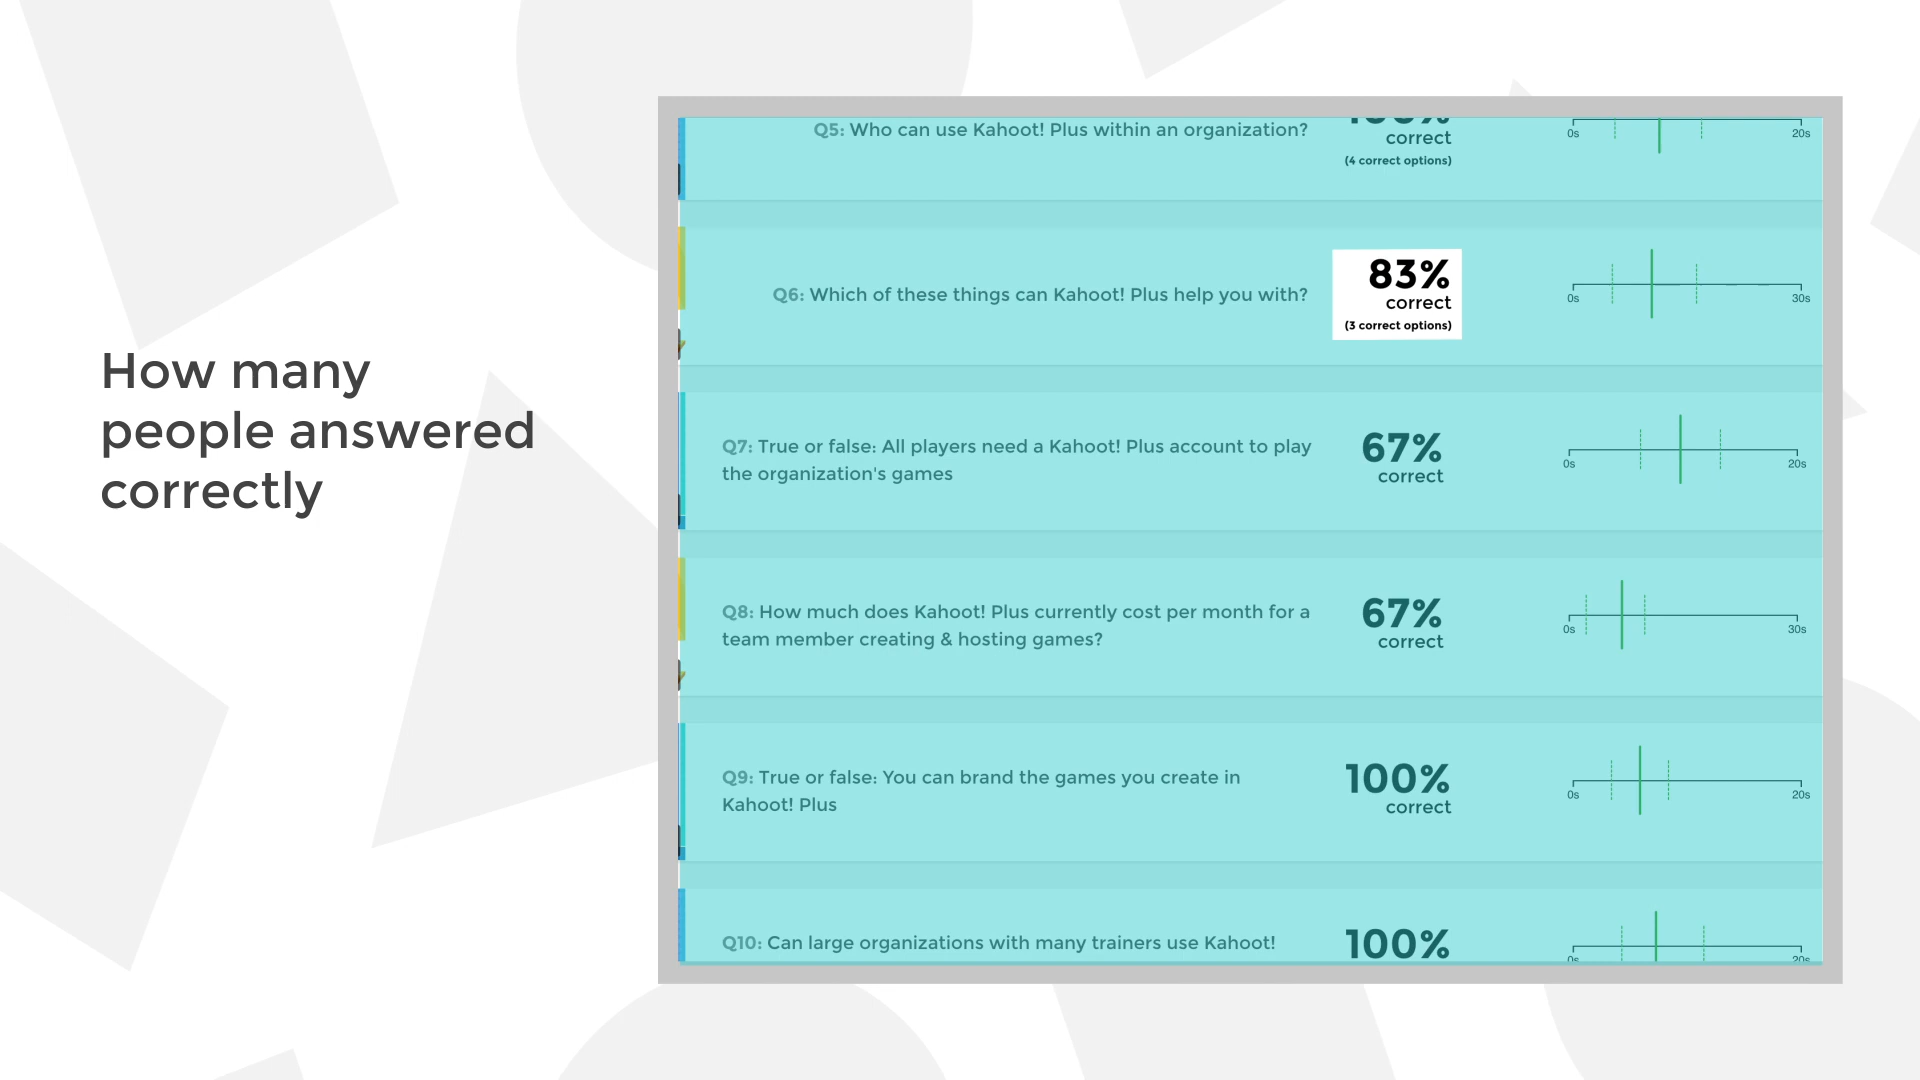 How many
people answered
correctly
Q5: Who can use Kahoot! Plus within an organization?
correct
(4 correct options)
0s
20s
Q6: Which of these things can Kahoot! Plus help you with?
83%
correct
(3 correct options)
0s
30s
Q7: True or false: All players need a Kahoot! Plus account to play
the organization's games
67%
correct
0s
20s
Q8: How much does Kahoot! Plus currently cost per month for a
team member creating & hosting games?
67%
correct
0s
30s
Q9: True or false: You can brand the games you create in
Kahoot! Plus
100%
correct
0s
20s
Q10: Can large organizations with many trainers use Kahoot!
100%
0s
20s